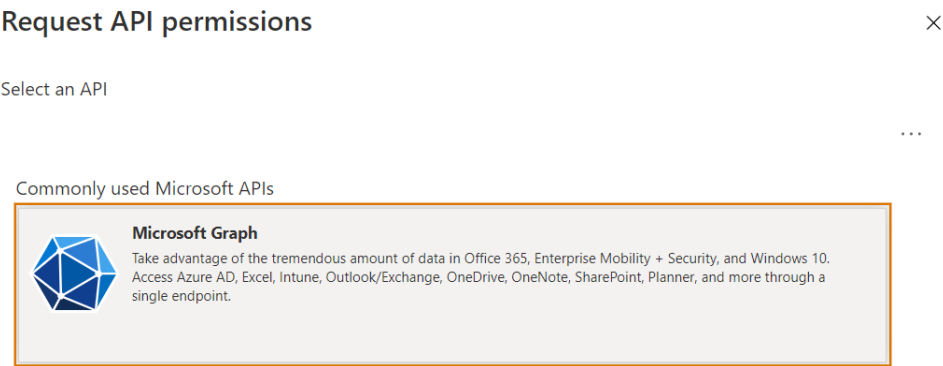 Request API permissions
Select an API
...
Commonly used Microsoft APIs
Microsoft Graph
Take advantage of the tremendous amount of data in Office 365, Enterprise Mobility + Security, and Windows 10.
Access Azure AD, Excel, Intune, Outlook/Exchange, OneDrive, OneNote, SharePoint, Planner, and more through a
single endpoint.